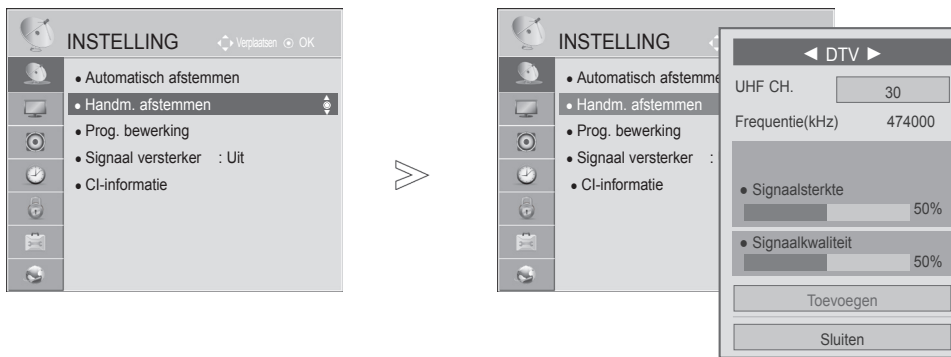 INSTELLING
Verplaatsen OK
● Automatisch afstemmen
● Handm. afstemmen
● Prog. bewerking
● Signaal versterker : Uit
● CI-informatie
INSTELLING
● Automatisch afstemme
● Handm. afstemmen
● Prog. bewerking
● Signaal versterker :
● CI-informatie
◄ DTV ►
UHF CH. 30
Frequentie(kHz) 474000
● Signaalsterkte
50%
● Signaalkwaliteit
50%
Toevoegen
Sluiten